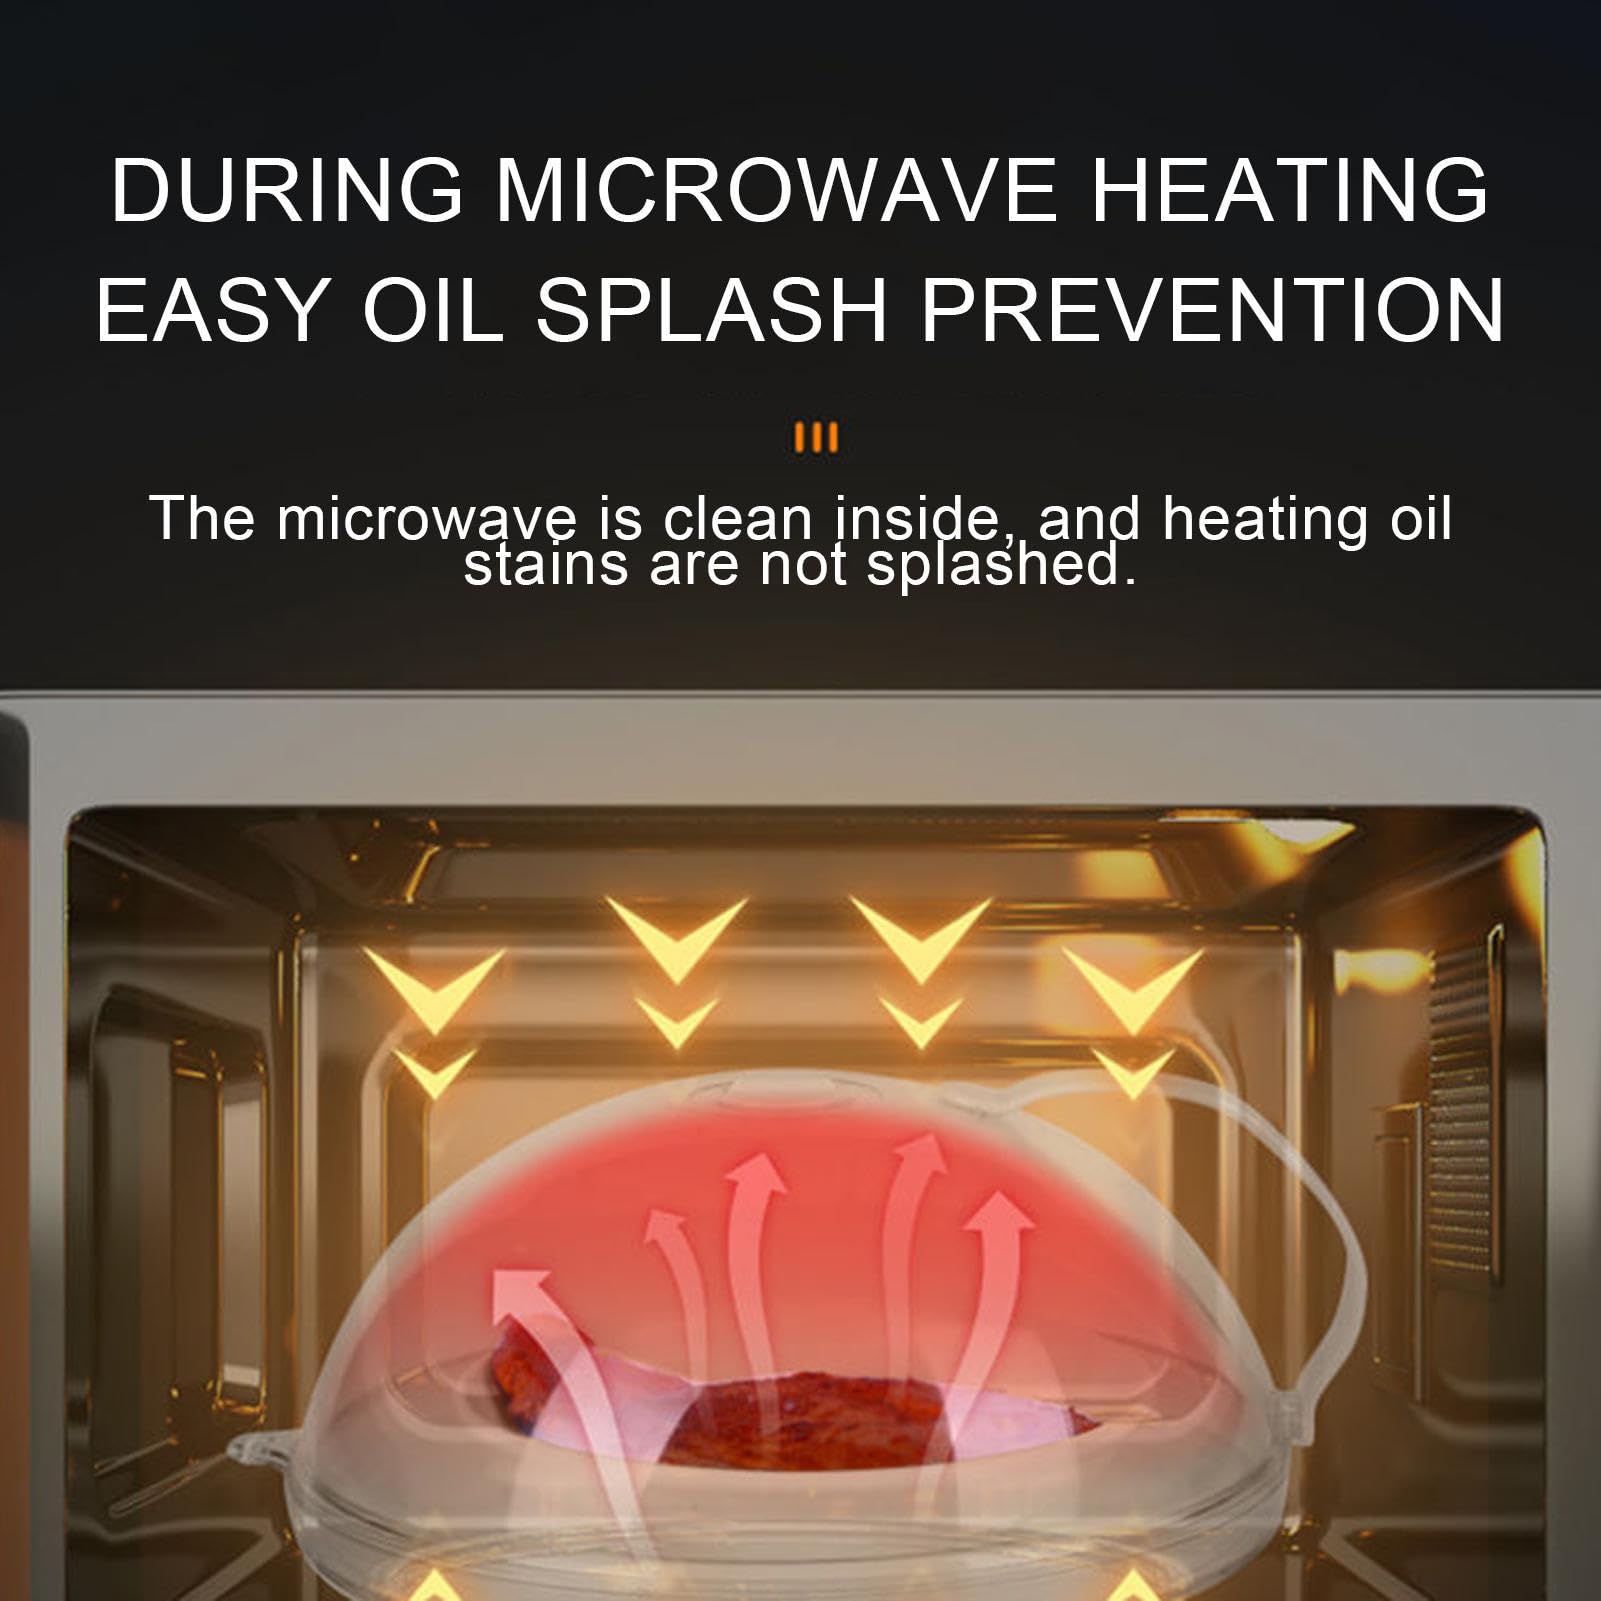 DURING MICROWAVE HEATING
EASY OIL SPLASH PREVENTION
The microwave is clean inside, and heating oil
stains are not splashed.